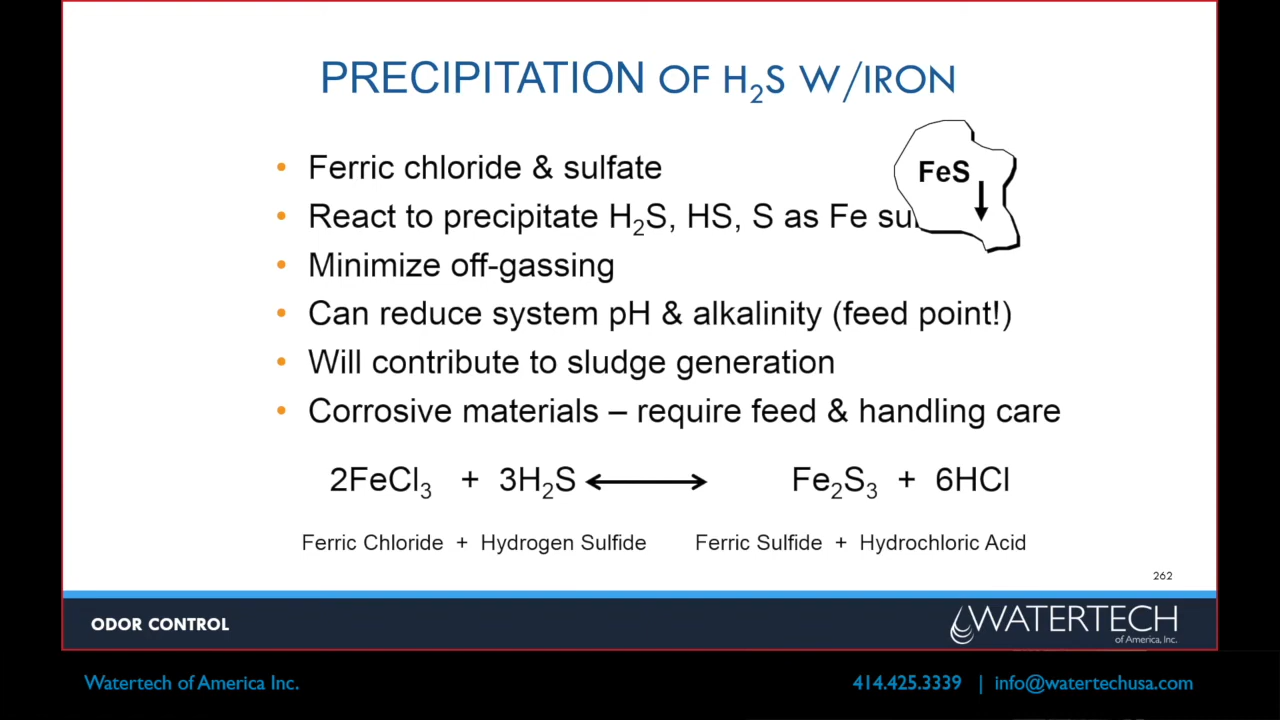 PRECIPITATION OF H₂S W/IRON
FeS
• Ferric chloride & sulfate
• React to precipitate H₂S, HS, S as Fe su
• Minimize off-gassing
• Can reduce system pH & alkalinity (feed point!)
• Will contribute to sludge generation
• Corrosive materials – require feed & handling care
2FeCl₃ + 3H₂S ⟷ Fe₂S₃ + 6HCl
Ferric Chloride + Hydrogen Sulfide Ferric Sulfide + Hydrochloric Acid
262
ODOR CONTROL
WATERTECH
of America, Inc.
Watertech of America Inc.
414.425.3339 | info@watertechusa.com